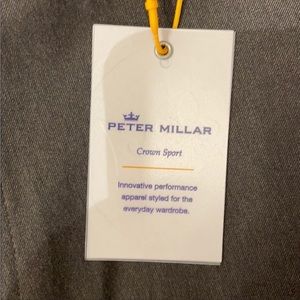 PETER MILLAR
Crown Sport
Innovative performance
apparel styled for the
everyday wardrobe.